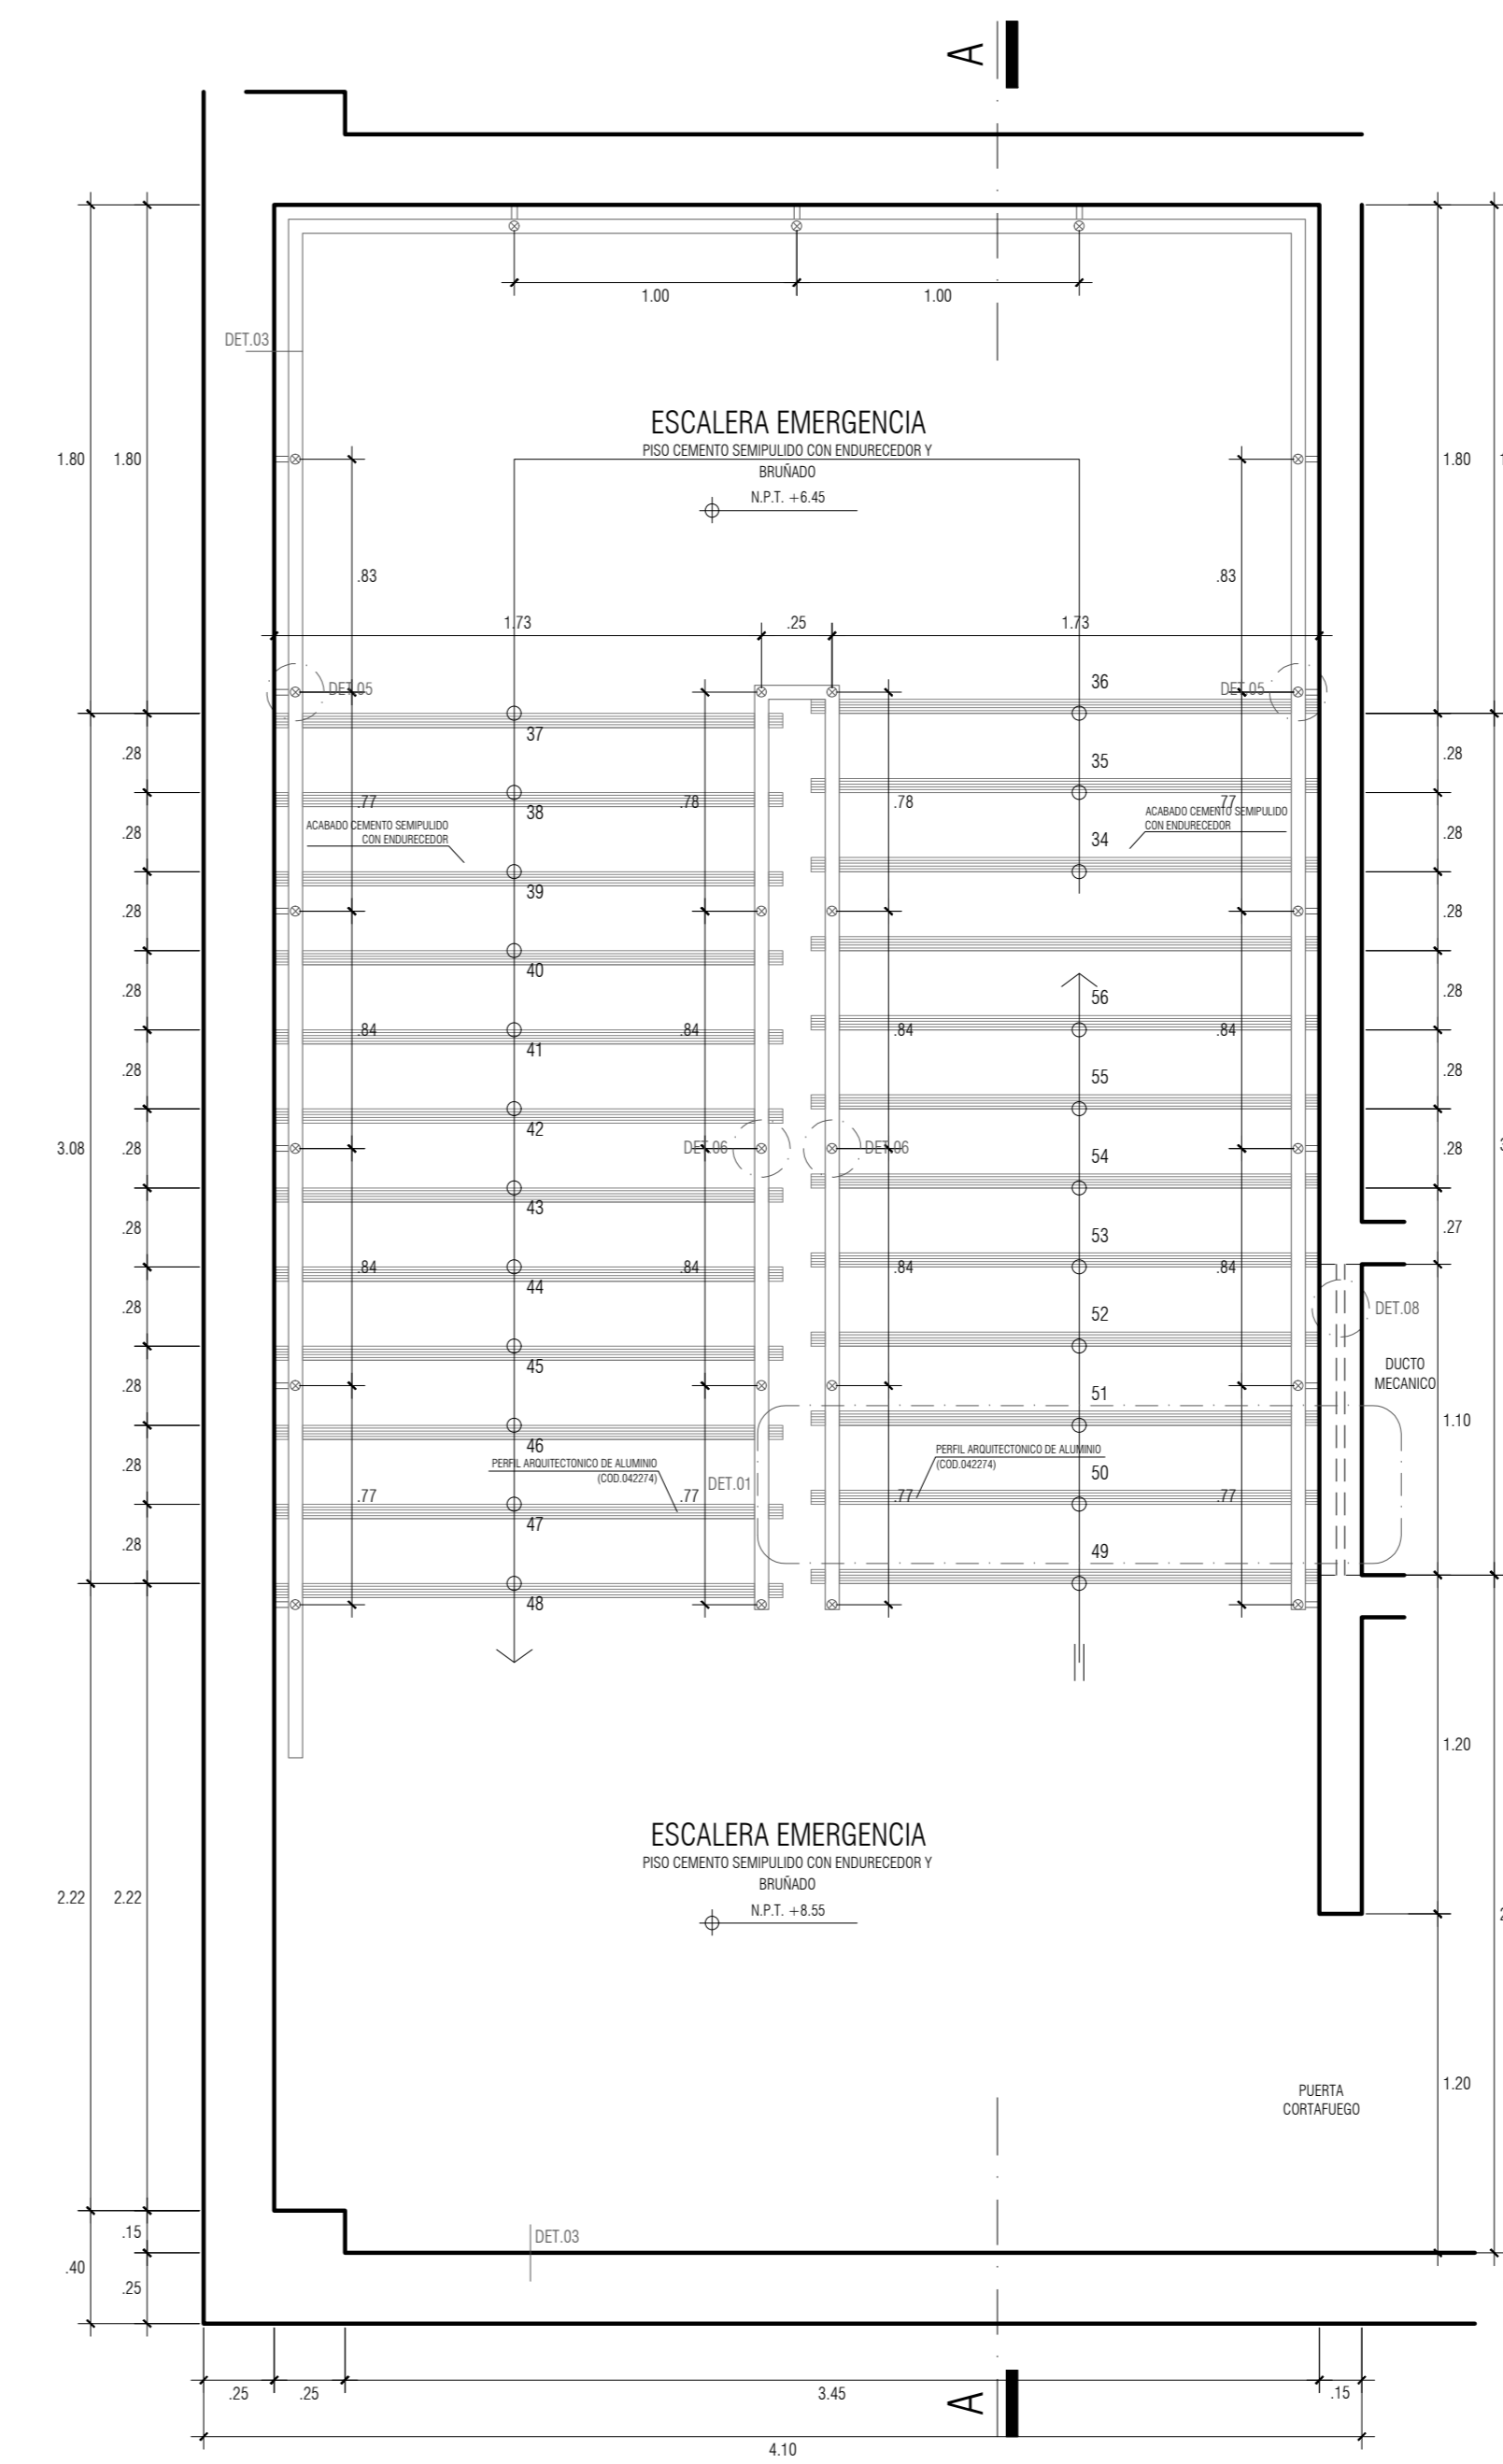 A
1.00
1.00
DET.03
ESCALERA EMERGENCIA
PISO CEMENTO SEMIPULIDO CON ENDURECEDOR Y
BRUÑADO
N.P.T. +6.45
1.80
1.80
1.80
.83
.83
1.73
.25
1.73
DET.05
DET.05
36
37
35
38
34
39
40
56
41
55
42
54
43
53
44
52
45
51
46
50
47
49
48
.28
.28
.28
.28
.28
.28
.28
.28
.28
.28
.28
3.08
.28
.28
.28
.28
.28
.28
.27
1.10
.77
.78
.78
.77
ACABADO CEMENTO SEMIPULIDO
CON ENDURECEDOR
ACABADO CEMENTO SEMIPULIDO
CON ENDURECEDOR
.84
.84
.84
.84
DET.06
DET.06
.84
.84
.84
.84
DET.08
DUCTO
MECANICO
PERFIL ARQUITECTONICO DE ALUMINIO
(COD.042274)
PERFIL ARQUITECTONICO DE ALUMINIO
(COD.042274)
DET.01
.77
.77
.77
.77
1.20
ESCALERA EMERGENCIA
PISO CEMENTO SEMIPULIDO CON ENDURECEDOR Y
BRUÑADO
N.P.T. +8.55
2.22
2.22
1.20
PUERTA
CORTAFUEGO
.15
.40
.25
DET.03
.25
.25
3.45
.15
A
4.10